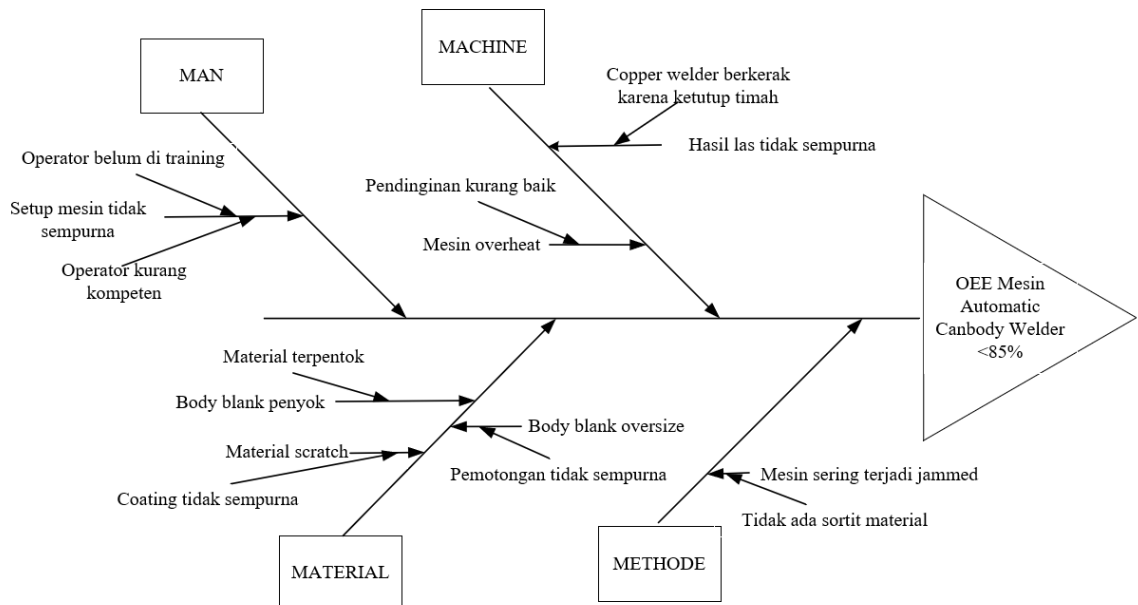 MAN
MACHINE
Copper welder berkerak
karena ketutup timah
Hasil las tidak sempurna
Operator belum di training
Setup mesin tidak
sempurna
Operator kurang
kompeten
Pendinginan kurang baik
Mesin overheat
OEE Mesin
Automatic
Canbody Welder
<85%
Material terpentok
Body blank penyok
Body blank oversize
Material scratch
Pemotongan tidak sempurna
Coating tidak sempurna
Mesin sering terjadi jammed
Tidak ada sortit material
MATERIAL
METHODE